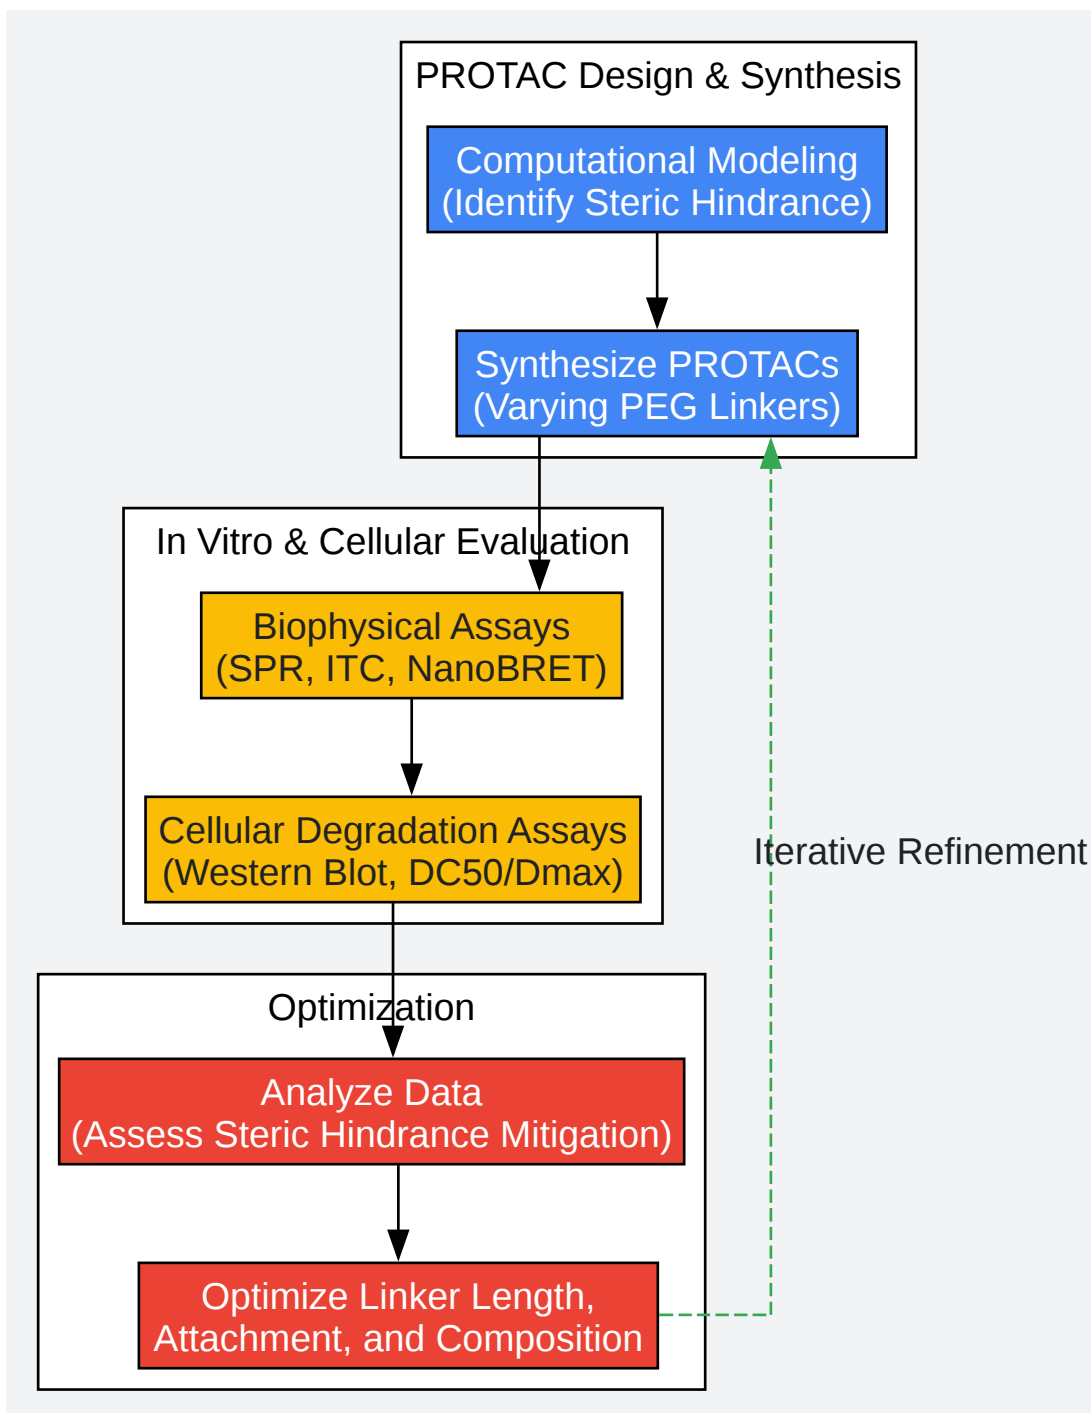 PROTAC Design & Synthesis
Computational Modeling
(Identify Steric Hindrance)
Synthesize PROTACs
(Varying PEG Linkers)
In Vitro & Cellular Evaluation
Biophysical Assays
(SPR, ITC, NanoBRET)
Cellular Degradation Assays
(Western Blot, DC50/Dmax)
Iterative Refinement
Optimization
Analyze Data
(Assess Steric Hindrance Mitigation)
Optimize Linker Length,
Attachment, and Composition